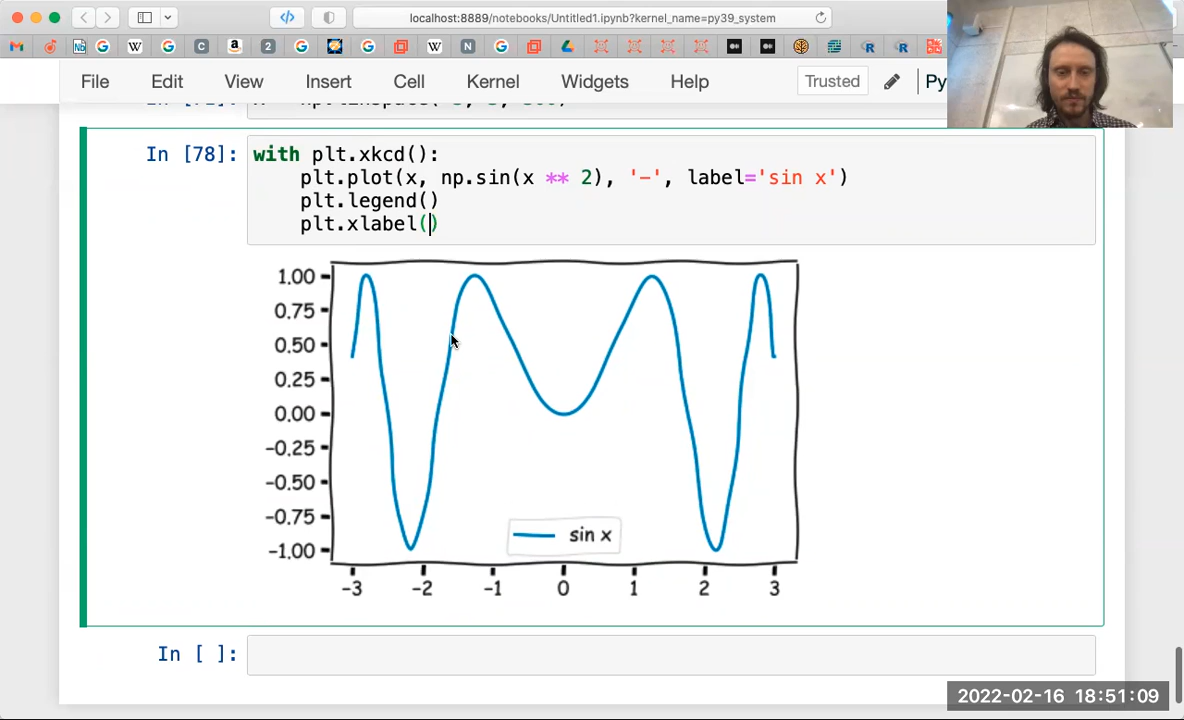 localhost:8889/notebooks/Untitled1.ipynb?kernel_name=py39_system
File Edit View Insert Cell Kernel Widgets Help Trusted Py
In [78]:
with plt.xkcd():
plt.plot(x, np.sin(x ** 2), '-', label='sin x')
plt.legend()
plt.xlabel()
1.00
0.75
0.50
0.25
0.00
-0.25
-0.50
-0.75
-1.00
sin x
-3 -2 -1 0 1 2 3
In [ ]:
2022-02-16 18:51:09